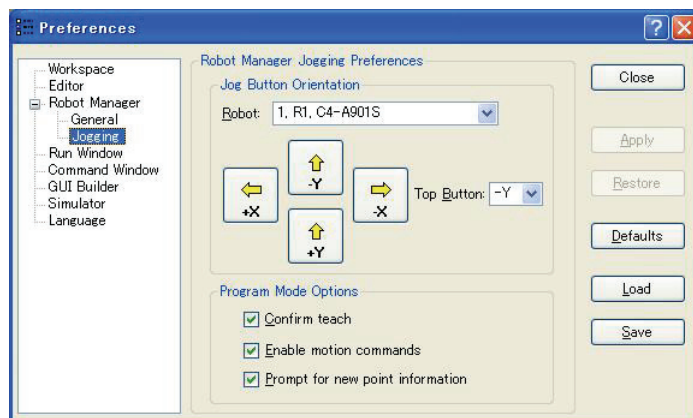 Preferences
Workspace
Editor
Robot Manager
General
Jogging
Run Window
Command Window
GUI Builder
Simulator
Language
Robot Manager Jogging Preferences
Jog Button Orientation
Robot: 1, R1, C4-A901S
-Y
+X
-X
+Y
Top Button: -Y
Program Mode Options
Confirm teach
Enable motion commands
Prompt for new point information
Close
Apply
Restore
Defaults
Load
Save